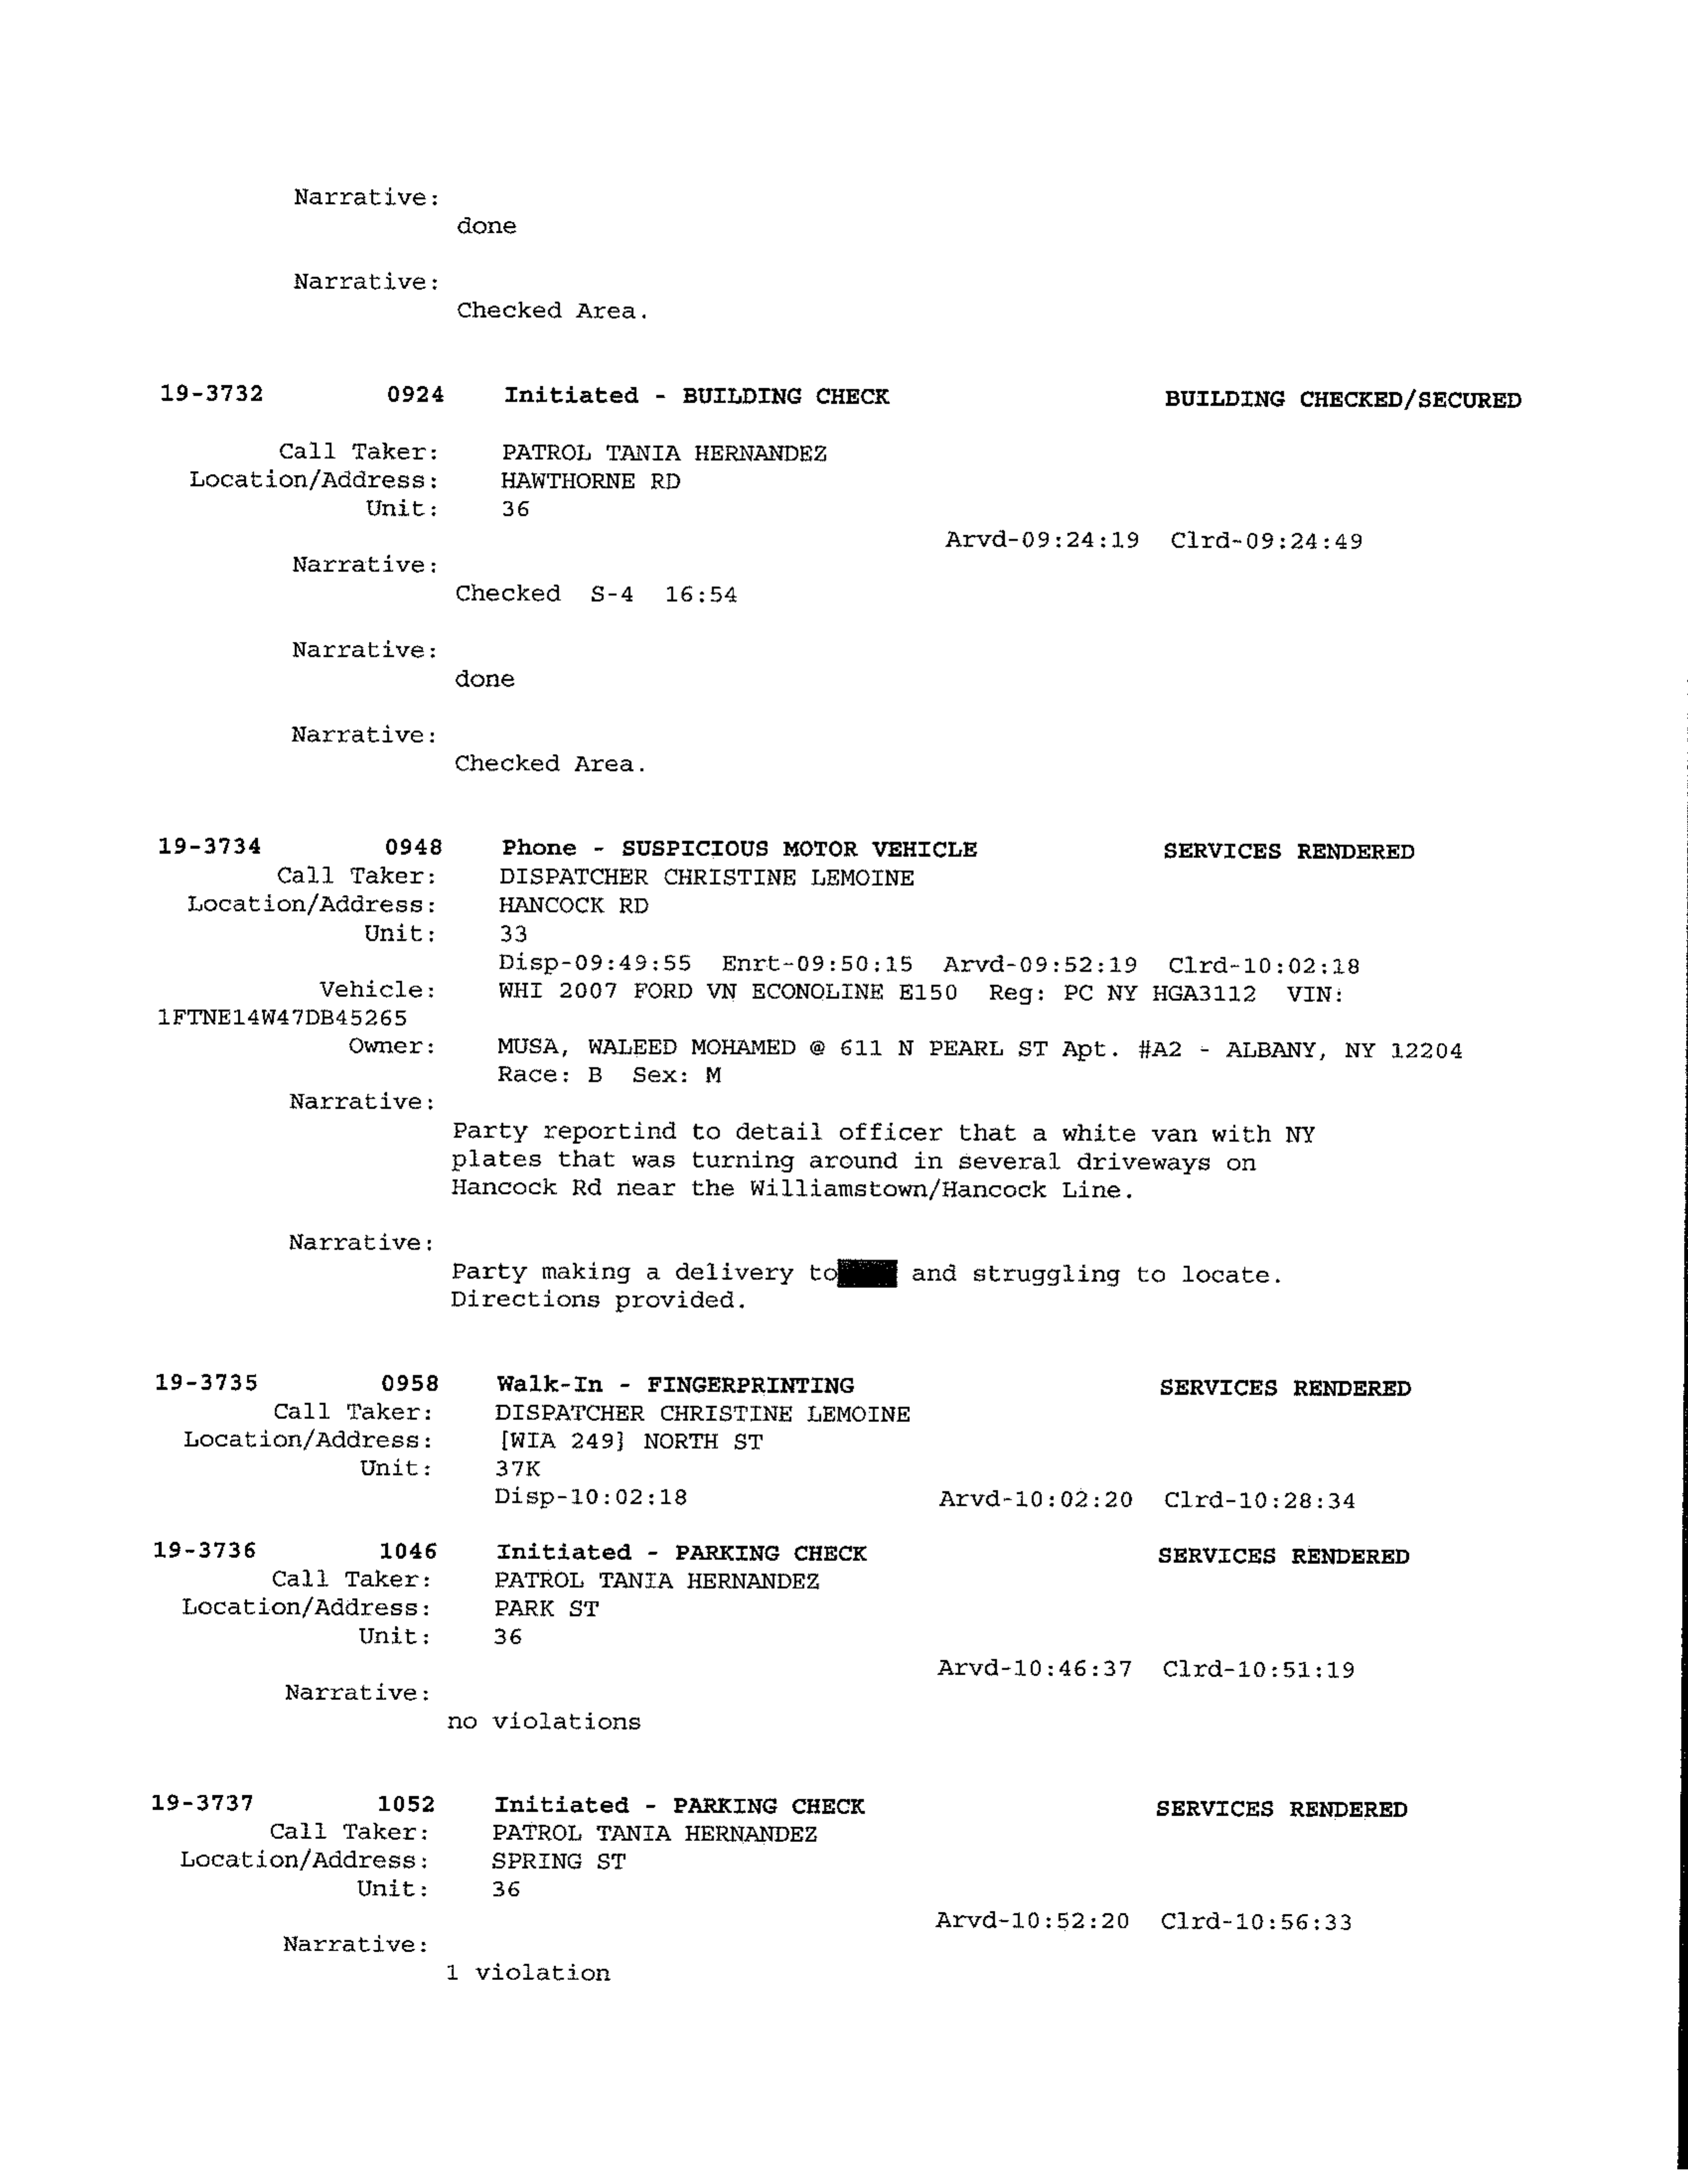 Narrative:
done
Narrative:
Checked Area.
19-3732 0924 Initiated - BUILDING CHECK BUILDING CHECKED/SECURED
Call Taker: PATROL TANIA HERNANDEZ
Location/Address: HAWTHORNE RD
Unit: 36
Arvd-09:24:19 Clrd-09:24:49
Narrative:
Checked S-4 16:54
Narrative:
done
Narrative:
Checked Area.
19-3734 0948 Phone - SUSPICIOUS MOTOR VEHICLE SERVICES RENDERED
Call Taker: DISPATCHER CHRISTINE LEMOINE
Location/Address: HANCOCK RD
Unit: 33
Disp-09:49:55 Enrt-09:50:15 Arvd-09:52:19 Clrd-10:02:18
Vehicle: WHI 2007 FORD VN ECONOLINE E150 Reg: PC NY HGA3112 VIN:
1FTNE14W47DB45265
Owner: MUSA, WALEED MOHAMED @ 611 N PEARL ST Apt. #A2 - ALBANY, NY 12204
Race: B Sex: M
Narrative:
Party reportind to detail officer that a white van with NY
plates that was turning around in several driveways on
Hancock Rd near the Williamstown/Hancock Line.
Narrative:
Party making a delivery to and struggling to locate.
Directions provided.
19-3735 0958 Walk-In - FINGERPRINTING SERVICES RENDERED
Call Taker: DISPATCHER CHRISTINE LEMOINE
Location/Address: [WIA 249] NORTH ST
Unit: 37K
Disp-10:02:18 Arvd-10:02:20 Clrd-10:28:34
19-3736 1046 Initiated - PARKING CHECK SERVICES RENDERED
Call Taker: PATROL TANIA HERNANDEZ
Location/Address: PARK ST
Unit: 36
Arvd-10:46:37 Clrd-10:51:19
Narrative:
no violations
19-3737 1052 Initiated - PARKING CHECK SERVICES RENDERED
Call Taker: PATROL TANIA HERNANDEZ
Location/Address: SPRING ST
Unit: 36
Arvd-10:52:20 Clrd-10:56:33
Narrative:
1 violation